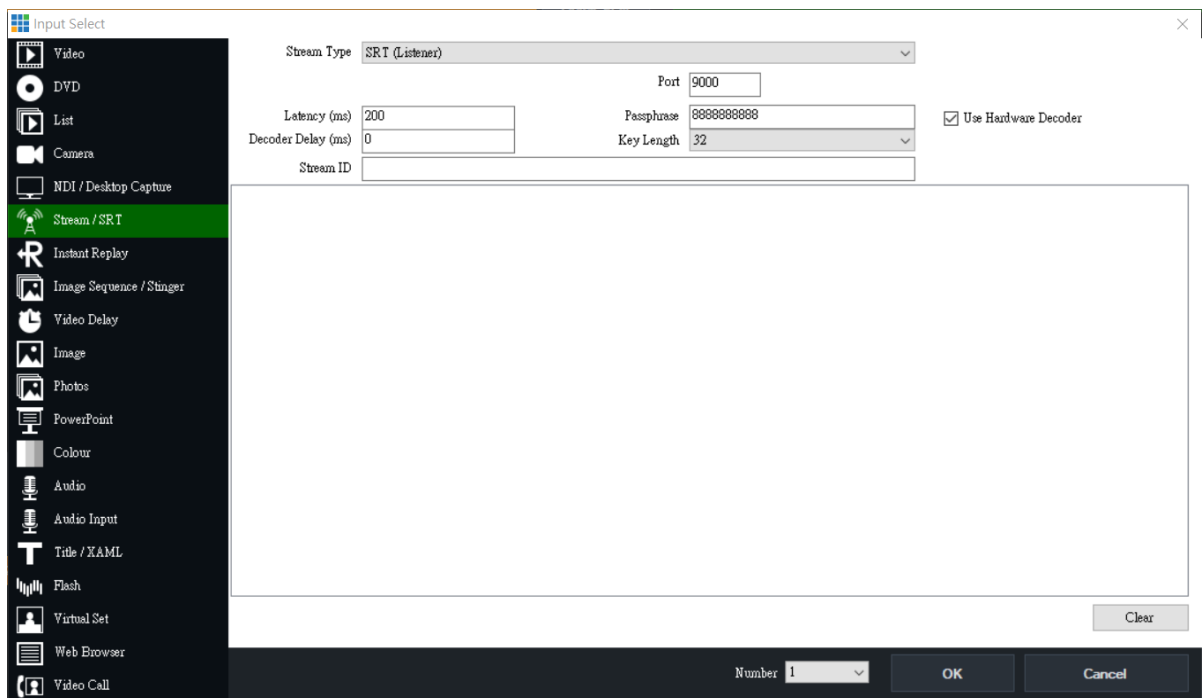 Input Select
Video
DVD
List
Camera
NDI / Desktop Capture
Stream / SRT
Instant Replay
Image Sequence / Stinger
Video Delay
Image
Photos
PowerPoint
Colour
Audio
Audio Input
Title / XAML
Flash
Virtual Set
Web Browser
Video Call
Stream Type SRT (Listener)
Port 9000
Latency (ms) 200 Passphrase 8888888888 Use Hardware Decoder
Decoder Delay (ms) 0 Key Length 32
Stream ID
Clear
Number 1 OK Cancel